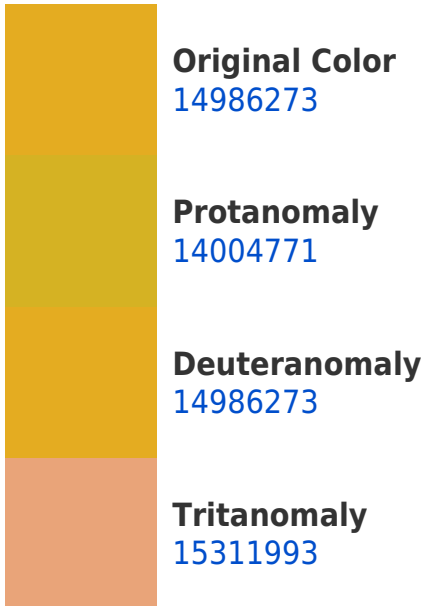 Original Color
14986273
Protanomaly
14004771
Deuteranomaly
14986273
Tritanomaly
15311993